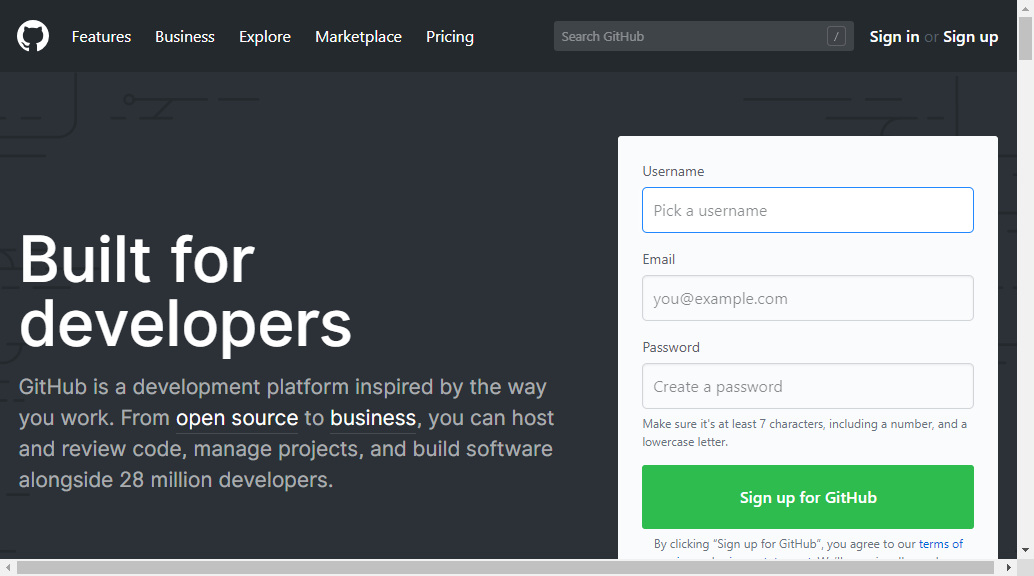 Features Business Explore Marketplace Pricing Search GitHub / Sign in or Sign up
Built for
developers
GitHub is a development platform inspired by the way
you work. From open source to business, you can host
and review code, manage projects, and build software
alongside 28 million developers.
Username
Pick a username
Email
you@example.com
Password
Create a password
Make sure it's at least 7 characters, including a number, and a
lowercase letter.
Sign up for GitHub
By clicking “Sign up for GitHub”, you agree to our terms of